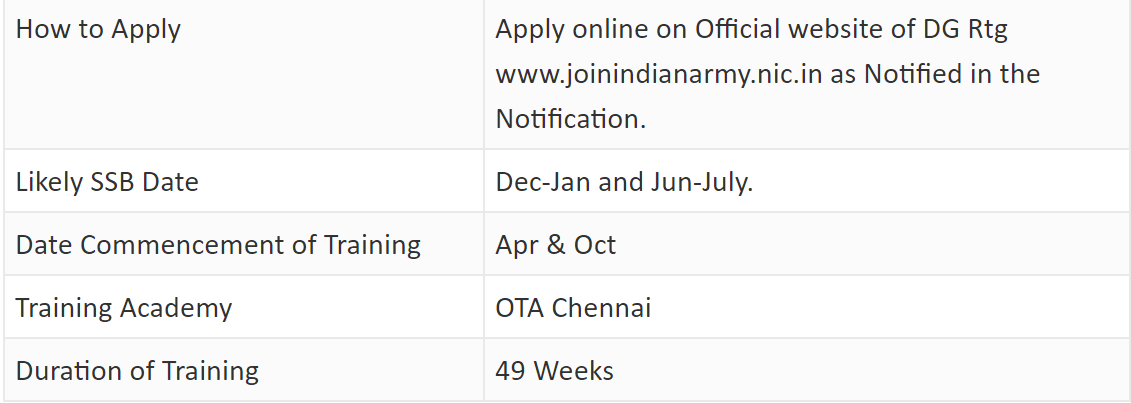 How to Apply
Apply online on Official website of DG Rtg
www.joinindianarmy.nic.in as Notified in the
Notification.
Likely SSB Date
Dec-Jan and Jun-July.
Date Commencement of Training
Apr & Oct
Training Academy
OTA Chennai
Duration of Training
49 Weeks